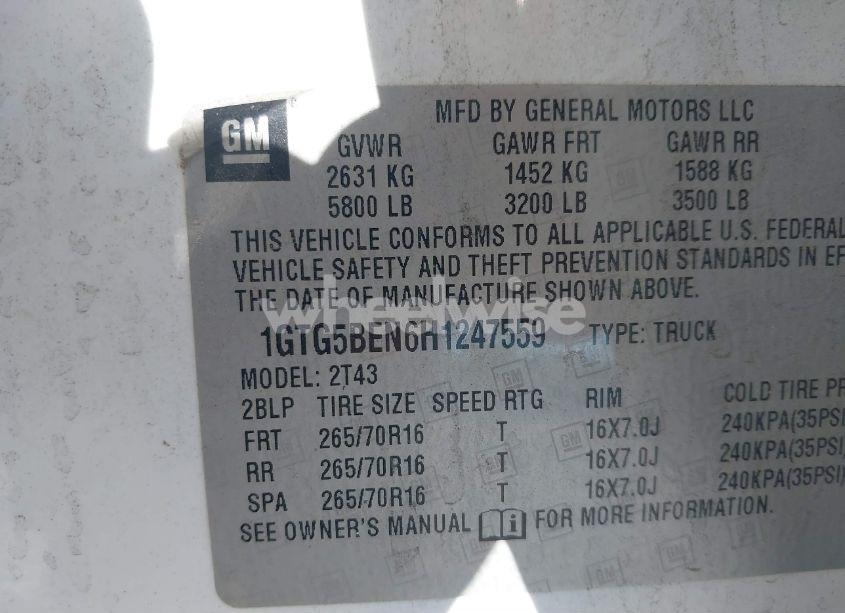 GM
MFD BY GENERAL MOTORS LLC
GVWR GAWR FRT GAWR RR
2631 KG 1452 KG 1588 KG
5800 LB 3200 LB 3500 LB
THIS VEHICLE CONFORMS TO ALL APPLICABLE U.S. FEDERAL
VEHICLE SAFETY AND THEFT PREVENTION STANDARDS IN EF
THE DATE OF MANUFACTURE SHOWN ABOVE.
wheelwise
1GTG5BEN6H1247559 TYPE: TRUCK
MODEL: 2T43
2BLP TIRE SIZE SPEED RTG RIM COLD TIRE PR
FRT 265/70R16 T 16X7.0J 240KPA(35PSI)
RR 265/70R16 T 16X7.0J 240KPA(35PSI)
SPA 265/70R16 T 16X7.0J 240KPA(35PSI)
SEE OWNER'S MANUAL FOR MORE INFORMATION.